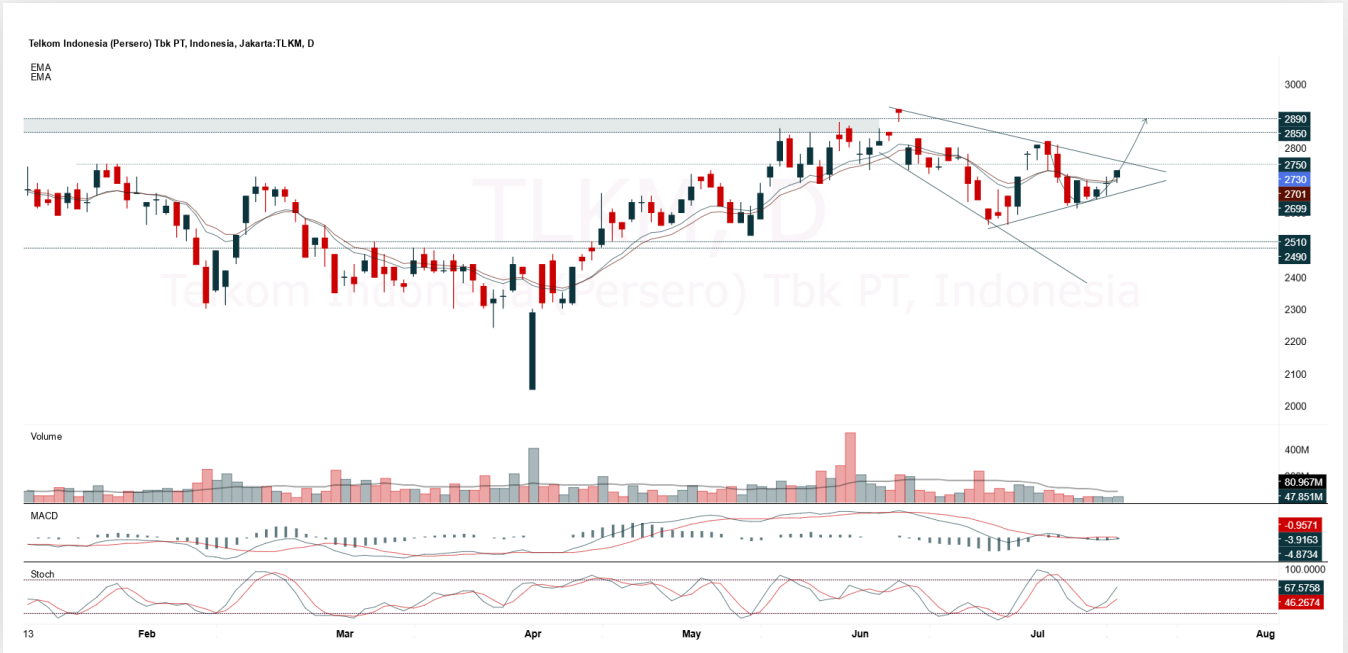 Telkom Indonesia (Persero) Tbk PT, Indonesia, Jakarta:TLKM, D
EMA
EMA
TLKM, D
Telkom Indonesia (Persero) Tbk PT, Indonesia
3000
2890
2850
2800
2750
2730
2701
2699
2510
2490
2400
2300
2200
2100
2000
Volume
400M
80.967M
47.851M
MACD
-0.9571
-3.9163
-4.8734
Stoch
100.0000
67.5758
46.2674
13 Feb Mar Apr May Jun Jul Aug